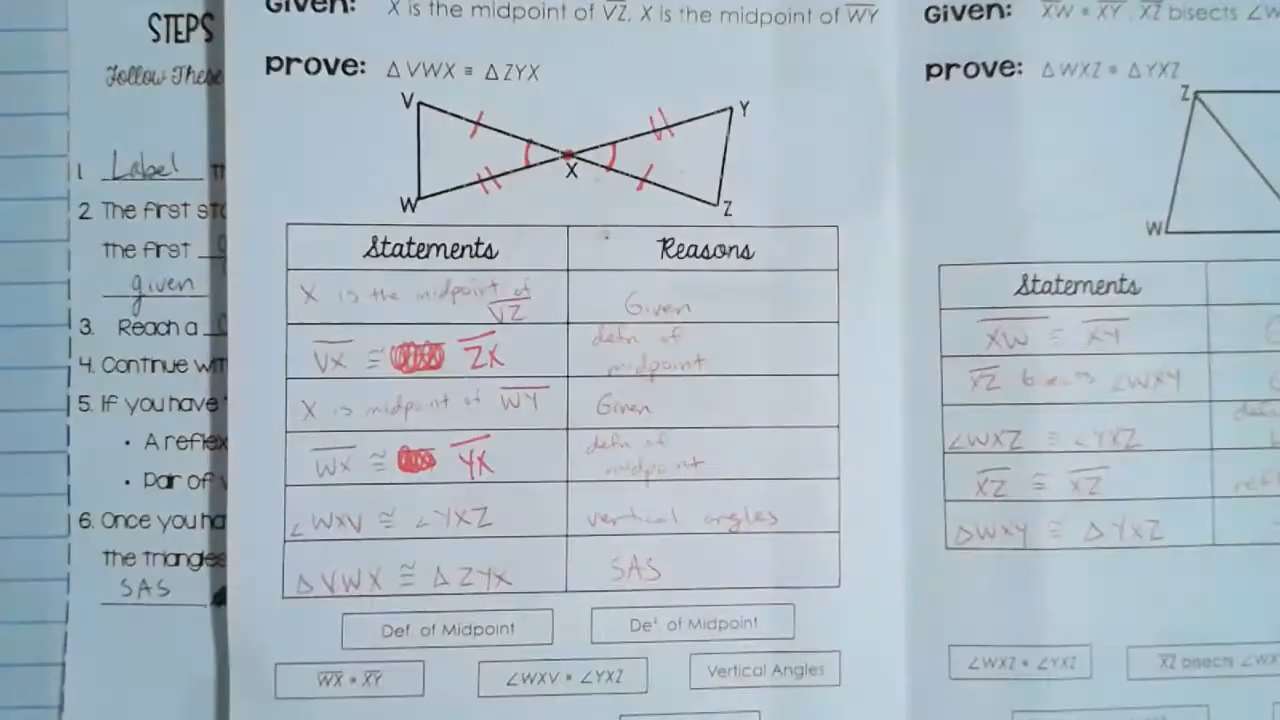 STEPS
Follow These
1 Label
2 The first
the first
given
3. Reach a
4. Continue
5. If you have
• A reflex
• Pair of
6. Once you
the triangles
SAS
Given: X is the midpoint of VZ, X is the midpoint of WY
prove: △VWX ≅ △ZYX
V
Y
X
W
Z
Statements Reasons
X is the midpoint of VZ
Given
VX ≅ ZX
defn of
midpoint
X is midpoint of WY
Given
WX ≅ YX
defn of
midpoint
∠WXV ≅ ∠YXZ
vertical angles
△VWX ≅ △ZYX
SAS
Def. of Midpoint
Def. of Midpoint
WX ≅ XY
∠WXV ≅ ∠YXZ
Vertical Angles
Given: XW ≅ XY, XZ bisects
prove: △WXZ ≅ △YXZ
Z
W
Statements
XW ≅ XY
XZ bisects ∠WXY
∠WXZ ≅ ∠YXZ
XZ ≅ XZ
△WXY ≅ △YXZ
∠WXZ ≅ ∠YXZ
XZ bisects